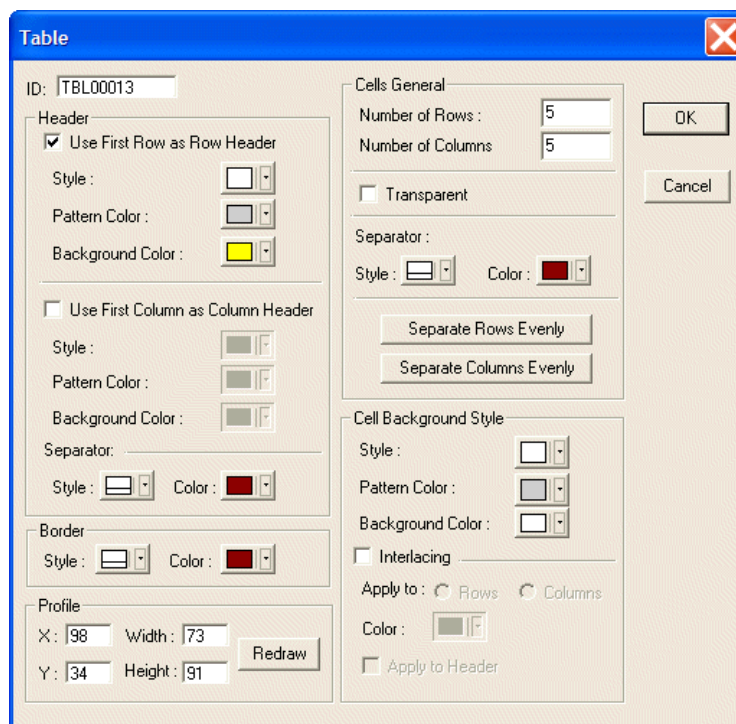 Table
ID: TBL00013
Header
Use First Row as Row Header
Style :
Pattern Color :
Background Color :
Use First Column as Column Header
Style :
Pattern Color :
Background Color :
Separator:
Style : Color :
Border
Style : Color :
Profile
X : 98 Width : 73
Y : 34 Height : 91
Redraw
Cells General
Number of Rows : 5
Number of Columns 5
Transparent
Separator :
Style : Color :
Separate Rows Evenly
Separate Columns Evenly
Cell Background Style
Style :
Pattern Color :
Background Color :
Interlacing
Apply to : Rows Columns
Color :
Apply to Header
OK
Cancel